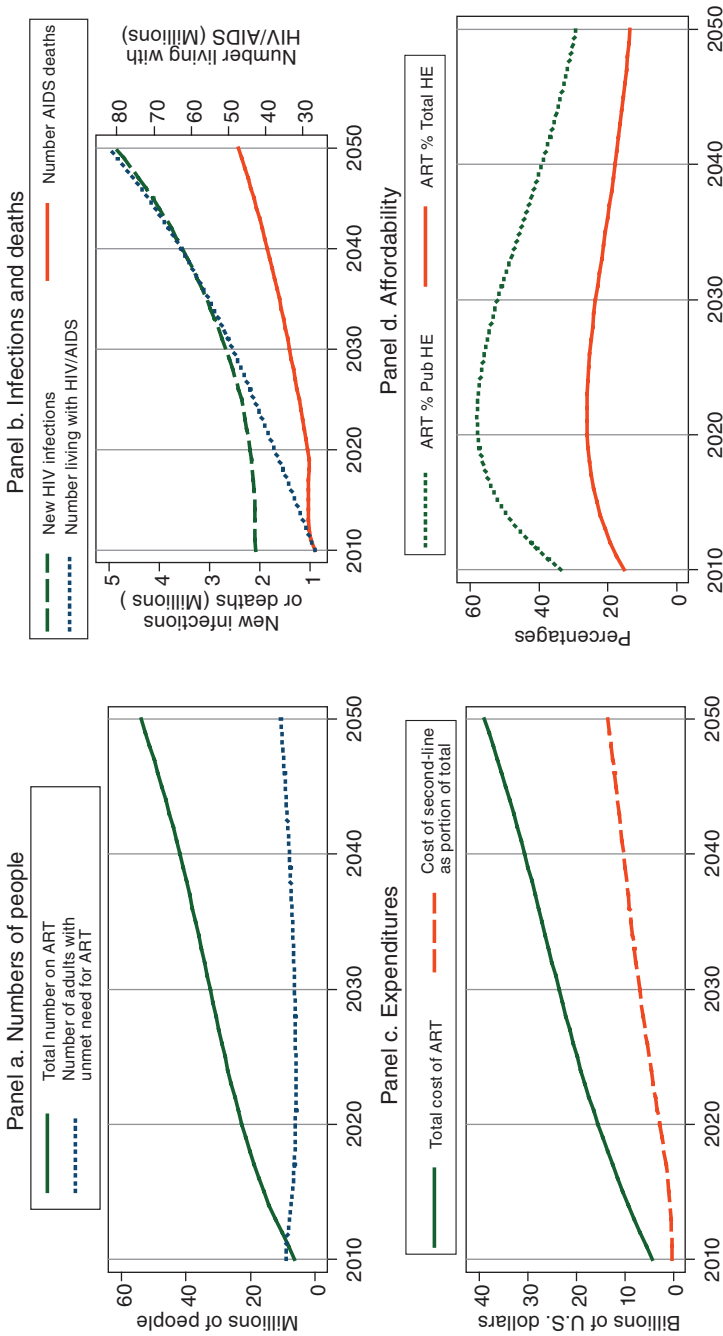 Panel a. Numbers of people
Total number on ART
Number of adults with
unmet need for ART
Millions of people
60
40
20
0
2010
2020
2030
2040
2050
Panel b. Infections and deaths
New HIV infections
Number AIDS deaths
Number living with HIV/AIDS
New infections
or deaths (Millions )
5
4
3
2
1
Number living with
HIV/AIDS (Millions)
80
70
60
50
40
30
2010
2020
2030
2040
2050
Panel c. Expenditures
Total cost of ART
Cost of second-line
as portion of total
Billions of U.S. dollars
40
30
20
10
0
2010
2020
2030
2040
2050
Panel d. Affordability
ART % Pub HE
ART % Total HE
Percentages
60
40
20
0
2010
2020
2030
2040
2050